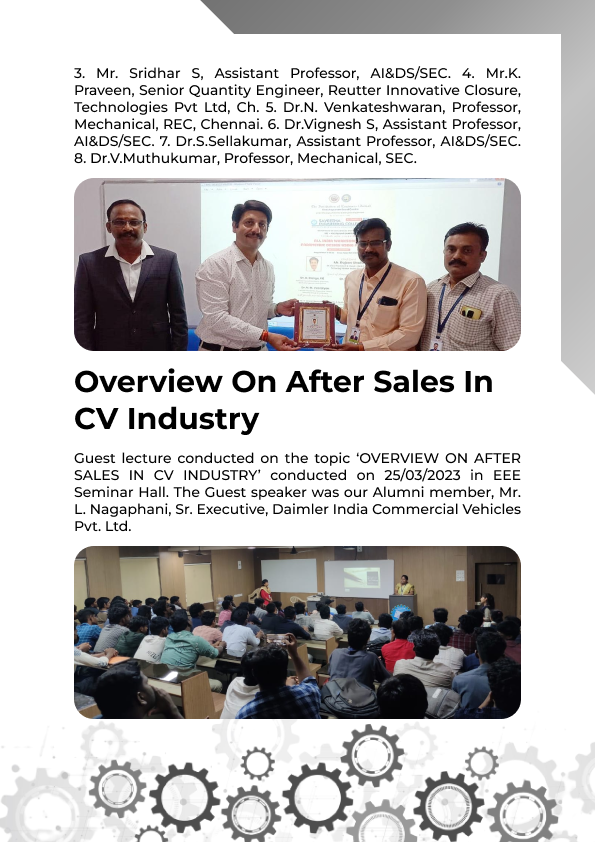 3. Mr. Sridhar S, Assistant Professor, AI&DS/SEC. 4. Mr.K.
Praveen, Senior Quantity Engineer, Reutter Innovative Closure,
Technologies Pvt Ltd, Ch. 5. Dr.N. Venkateshwaran, Professor,
Mechanical, REC, Chennai. 6. Dr.Vignesh S, Assistant Professor,
AI&DS/SEC. 7. Dr.S.Sellakumar, Assistant Professor, AI&DS/SEC.
8. Dr.V.Muthukumar, Professor, Mechanical, SEC.
Overview On After Sales In
CV Industry
Guest lecture conducted on the topic ‘OVERVIEW ON AFTER
SALES IN CV INDUSTRY’ conducted on 25/03/2023 in EEE
Seminar Hall. The Guest speaker was our Alumni member, Mr.
L. Nagaphani, Sr. Executive, Daimler India Commercial Vehicles
Pvt. Ltd.